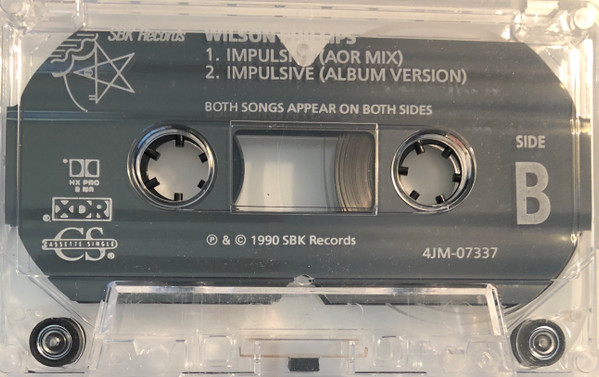 SBK Records
WILSON PHILLIPS
1. IMPULSIVE (AOR MIX)
2. IMPULSIVE (ALBUM VERSION)
BOTH SONGS APPEAR ON BOTH SIDES
SIDE
B
HX PRO
B NR
XDR
CS
CASSETTE SINGLE
®
℗ & © 1990 SBK Records
4JM-07337